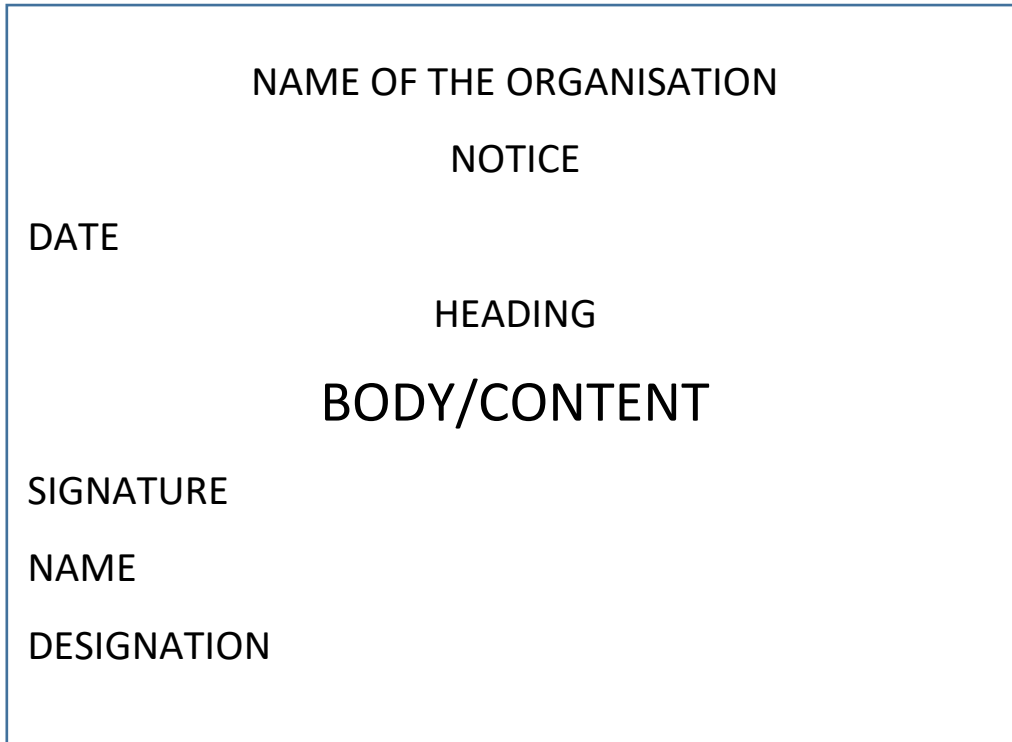 NAME OF THE ORGANISATION
NOTICE
DATE
HEADING
BODY/CONTENT
SIGNATURE
NAME
DESIGNATION